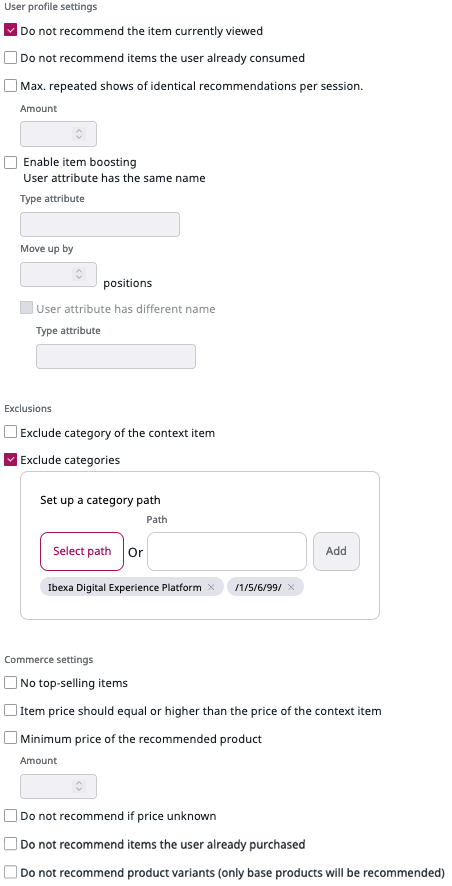 User profile settings
Do not recommend the item currently viewed
Do not recommend items the user already consumed
Max. repeated shows of identical recommendations per session.
Amount
Enable item boosting
User attribute has the same name
Type attribute
Move up by
positions
User attribute has different name
Type attribute
Exclusions
Exclude category of the context item
Exclude categories
Set up a category path
Path
Select path Or Add
Ibexa Digital Experience Platform /1/5/6/99/
Commerce settings
No top-selling items
Item price should equal or higher than the price of the context item
Minimum price of the recommended product
Amount
Do not recommend if price unknown
Do not recommend items the user already purchased
Do not recommend product variants (only base products will be recommended)